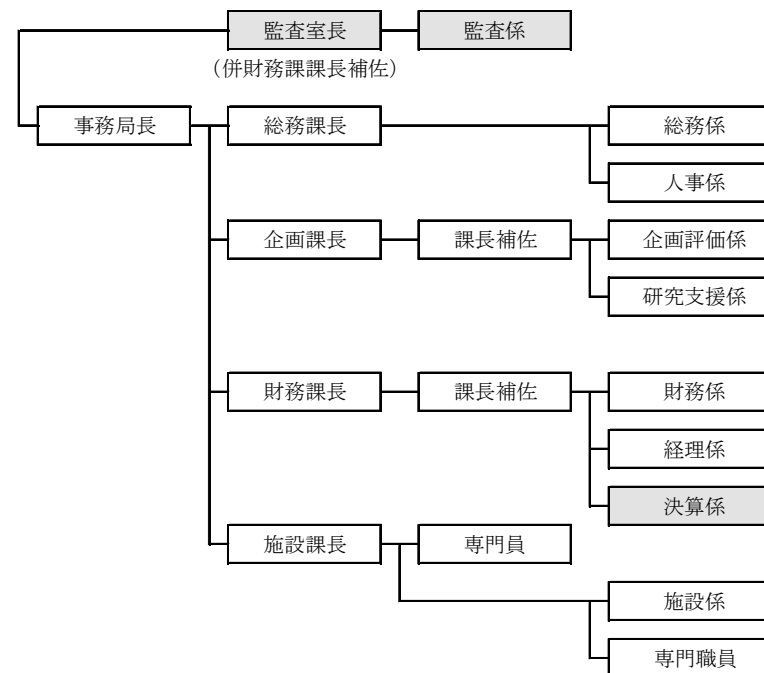 監査室長 監査係
（併財務課課長補佐）
事務局長 総務課長 総務係
人事係
企画課長 課長補佐 企画評価係
研究支援係
財務課長 課長補佐 財務係
経理係
決算係
施設課長 専門員
施設係
専門職員